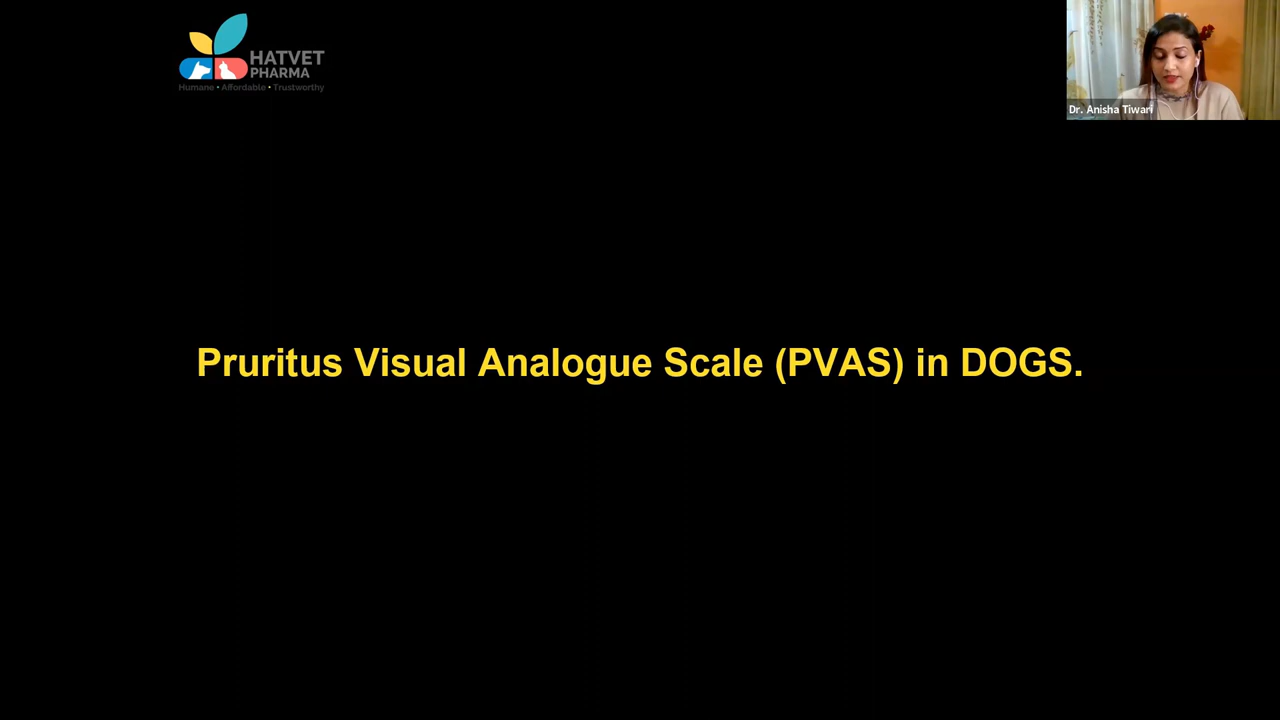 HATVET
PHARMA
Humane • Affordable • Trustworthy
Dr. Anisha Tiwari
Pruritus Visual Analogue Scale (PVAS) in DOGS.